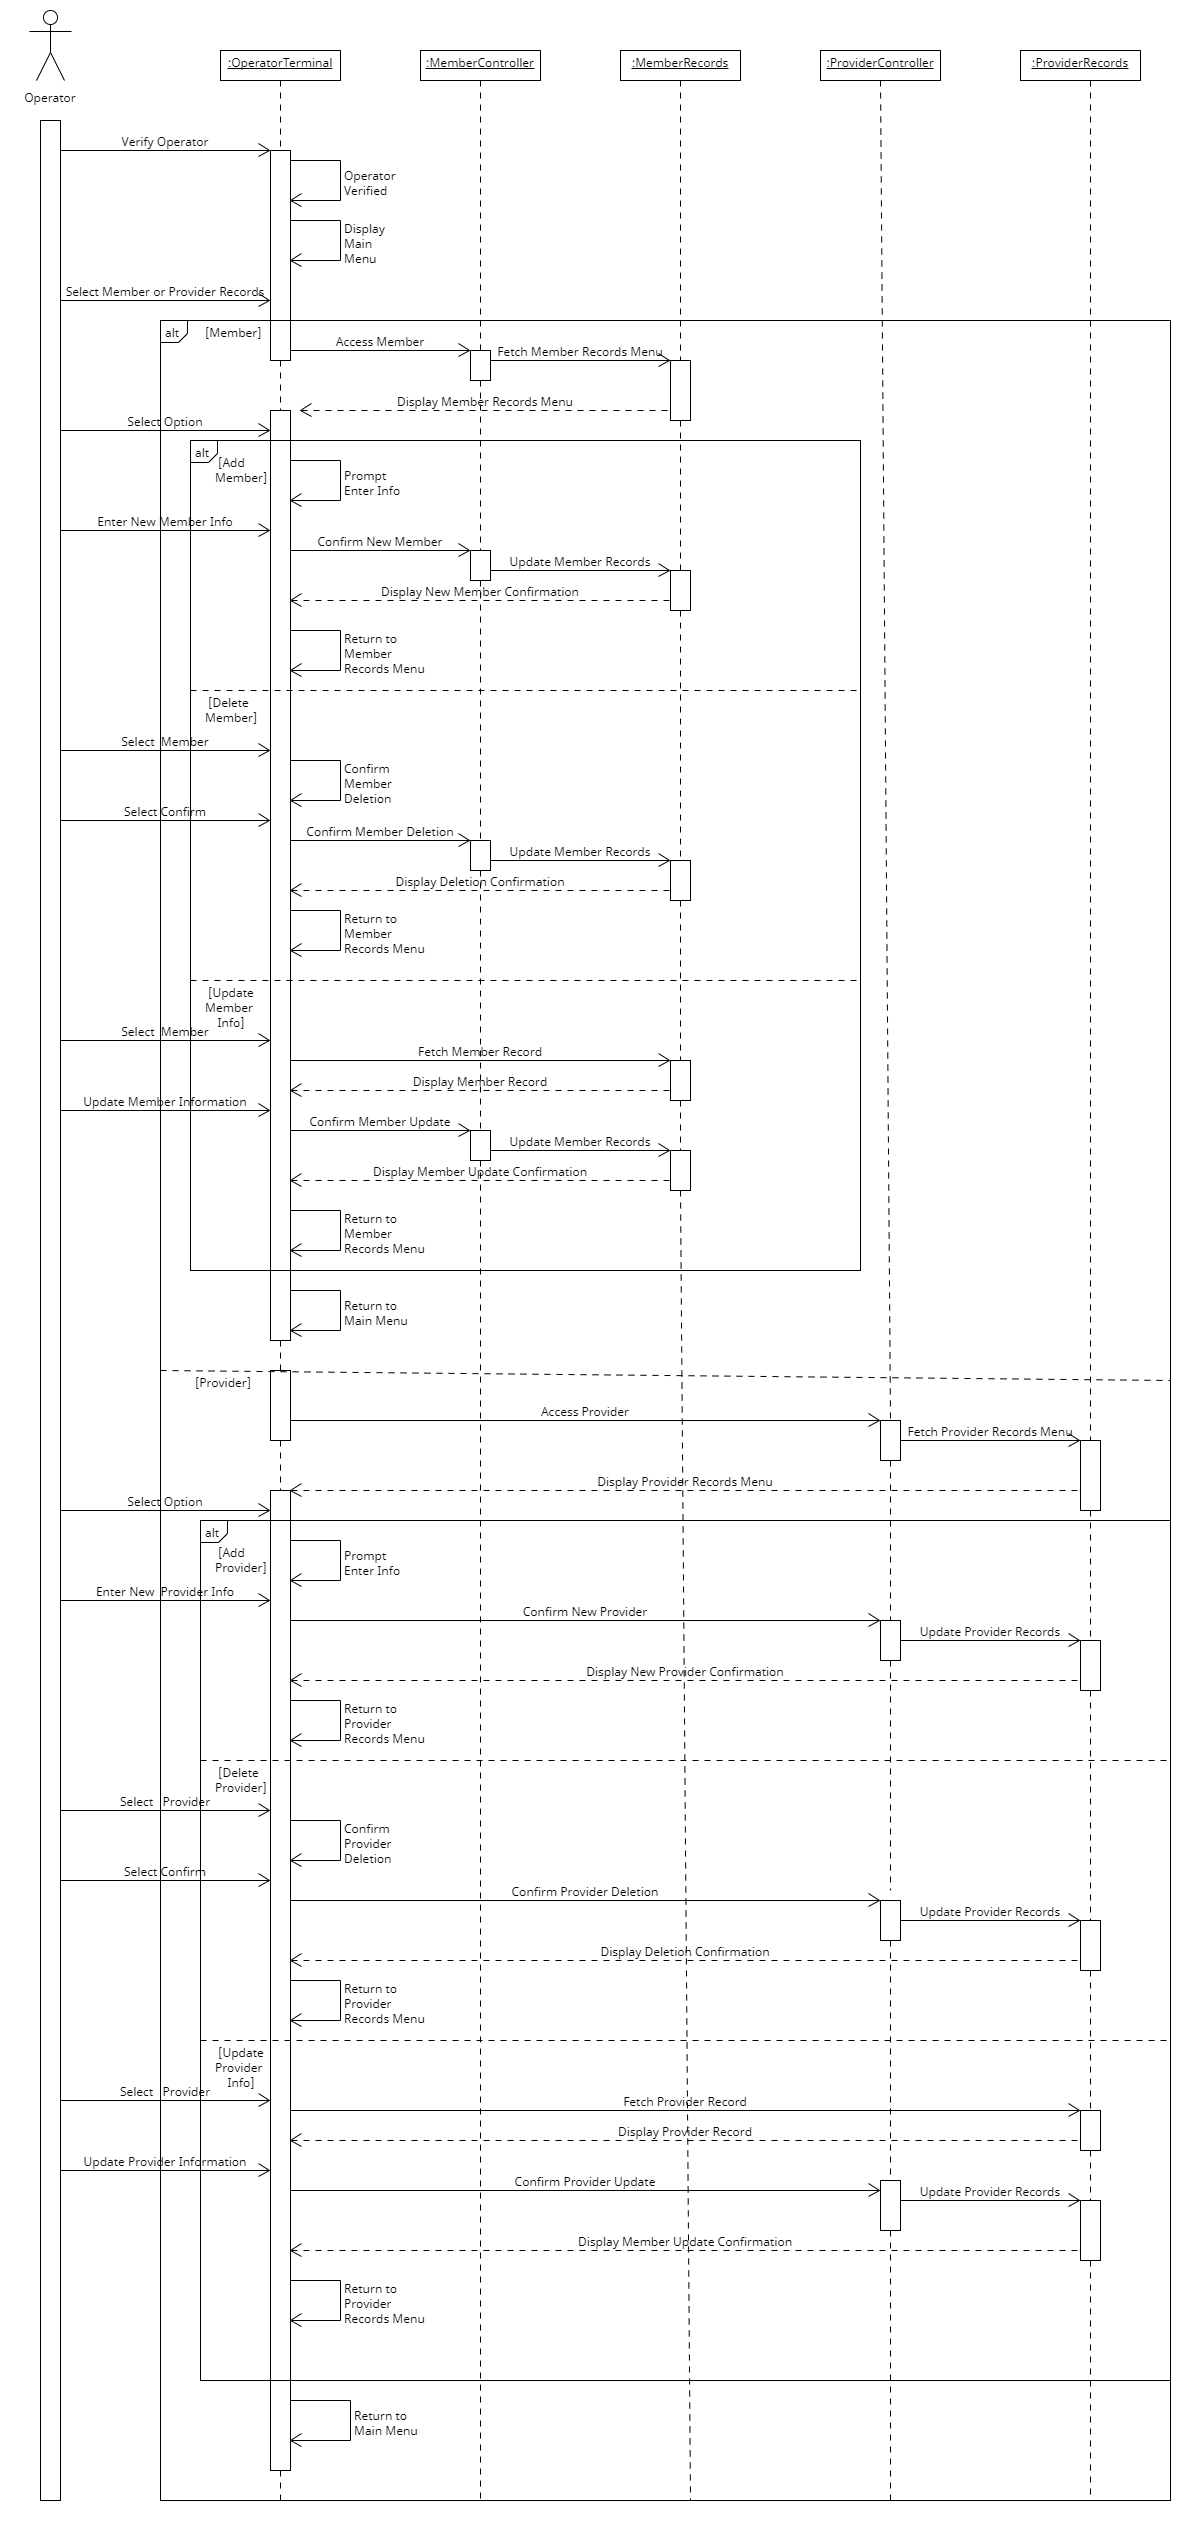 Operator
:OperatorTerminal
:MemberController
:MemberRecords
:ProviderController
:ProviderRecords
Verify Operator
Operator
Verified
Display
Main
Menu
Select Member or Provider Records
alt
[Member]
Access Member
Fetch Member Records Menu
Display Member Records Menu
Select Option
alt
[Add
Member]
Prompt
Enter Info
Enter New Member Info
Confirm New Member
Update Member Records
Display New Member Confirmation
Return to
Member
Records Menu
[Delete
Member]
Select Member
Confirm
Member
Deletion
Select Confirm
Confirm Member Deletion
Update Member Records
Display Deletion Confirmation
Return to
Member
Records Menu
[Update
Member
Info]
Select Member
Fetch Member Record
Display Member Record
Update Member Information
Confirm Member Update
Update Member Records
Display Member Update Confirmation
Return to
Member
Records Menu
Return to
Main Menu
[Provider]
Access Provider
Fetch Provider Records Menu
Display Provider Records Menu
Select Option
alt
[Add
Provider]
Prompt
Enter Info
Enter New Provider Info
Confirm New Provider
Update Provider Records
Display New Provider Confirmation
Return to
Provider
Records Menu
[Delete
Provider]
Select Provider
Confirm
Provider
Deletion
Select Confirm
Confirm Provider Deletion
Update Provider Records
Display Deletion Confirmation
Return to
Provider
Records Menu
[Update
Provider
Info]
Select Provider
Fetch Provider Record
Display Provider Record
Update Provider Information
Confirm Provider Update
Update Provider Records
Display Member Update Confirmation
Return to
Provider
Records Menu
Return to
Main Menu